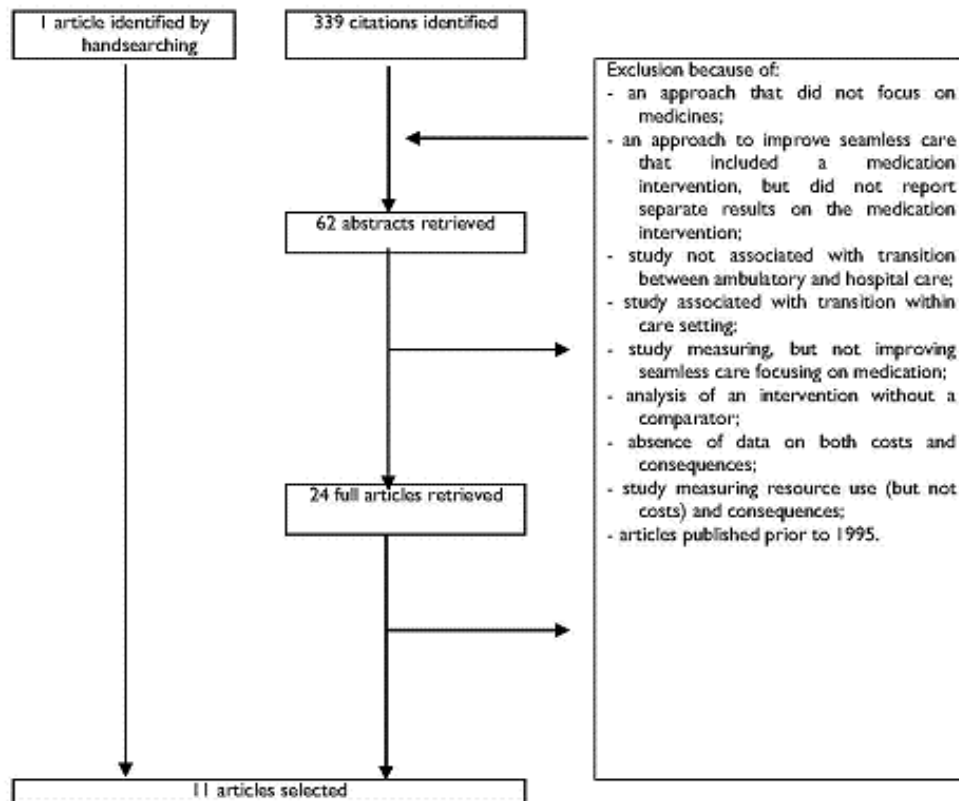 1 article identified by
handsearching
339 citations identified
Exclusion because of:
- an approach that did not focus on
medicines;
- an approach to improve seamless care
that included a medication
intervention, but did not report
separate results on the medication
intervention;
- study not associated with transition
between ambulatory and hospital care;
- study associated with transition within
care setting;
- study measuring, but not improving
seamless care focusing on medication;
- analysis of an intervention without a
comparator;
- absence of data on both costs and
consequences;
- study measuring resource use (but not
costs) and consequences;
- articles published prior to 1995.
62 abstracts retrieved
24 full articles retrieved
11 articles selected